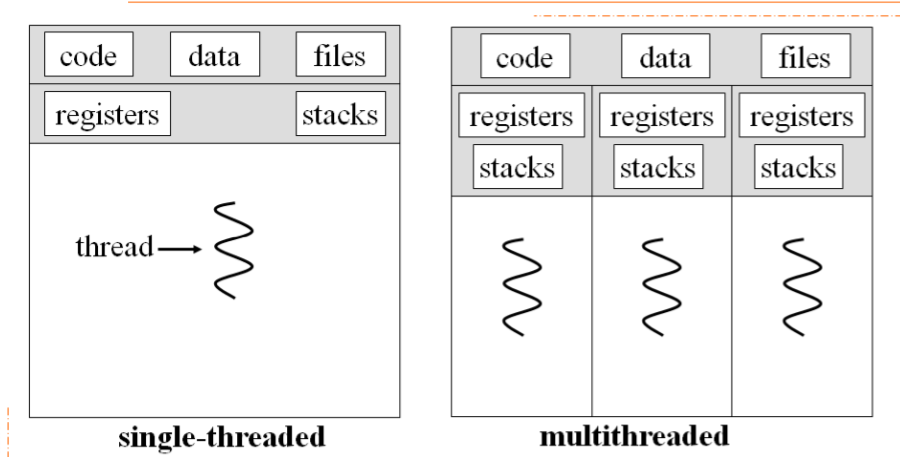 code data files
registers stacks
thread
single-threaded
code data files
registers registers registers
stacks stacks stacks
multithreaded